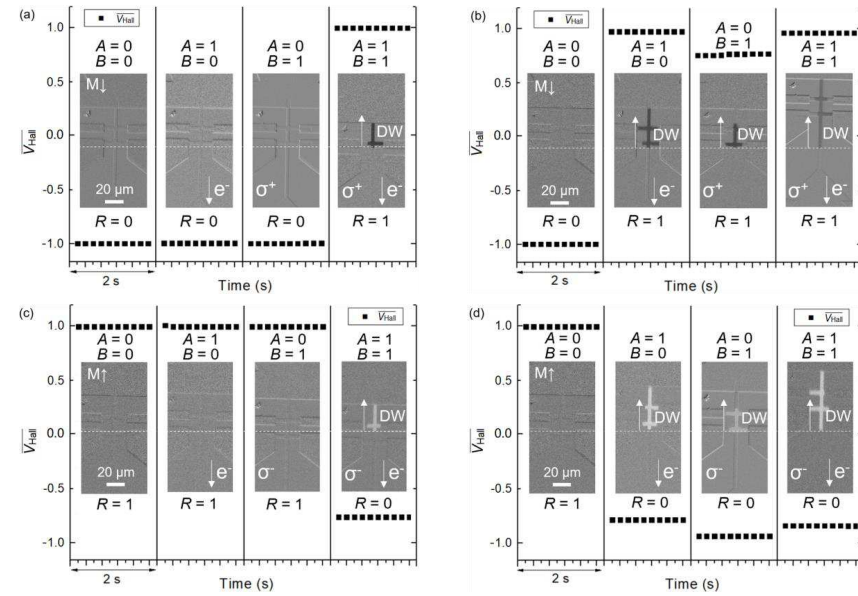 (a)
V̅Hall
1.0
0.5
0.0
-0.5
-1.0
V̅Hall
A = 0
B = 0
A = 1
B = 0
A = 0
B = 1
A = 1
B = 1
M↓
DW
20 µm
σ⁺
σ⁺
e⁻
R = 0
R = 0
R = 0
R = 1
2 s
Time (s)
(b)
V̅Hall
1.0
0.5
0.0
-0.5
-1.0
V̅Hall
A = 0
B = 0
A = 1
B = 0
A = 0
B = 1
A = 1
B = 1
M↓
DW
DW
DW
20 µm
σ⁺
σ⁺
σ⁺
e⁻
e⁻
R = 0
R = 1
R = 1
R = 1
2 s
Time (s)
(c)
V̅Hall
1.0
0.5
0.0
-0.5
-1.0
V̅Hall
A = 0
B = 0
A = 1
B = 0
A = 0
B = 1
A = 1
B = 1
M↑
DW
20 µm
e⁻
σ⁻
σ⁻
e⁻
R = 1
R = 1
R = 1
R = 0
2 s
Time (s)
(d)
V̅Hall
1.0
0.5
0.0
-0.5
-1.0
V̅Hall
A = 0
B = 0
A = 1
B = 0
A = 0
B = 1
A = 1
B = 1
M↑
DW
DW
DW
20 µm
e⁻
σ⁻
σ⁻
e⁻
R = 1
R = 0
R = 0
R = 0
2 s
Time (s)